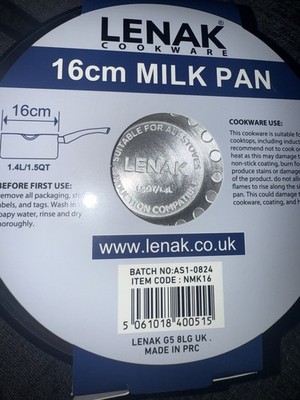 LENAK®
COOKWARE
16cm MILK PAN
16cm
1.4L/1.5QT
BEFORE FIRST USE:
Remove all packaging, st
labels, and tags. Wash in
soapy water, rinse and dry
thoroughly.
SUITABLE FOR ALL STOVES
LENAK
INDUCTION COMPATIBLE
COOKWARE USE:
This cookware is suitable f
cooktops, including induct
recommend not to cook o
heat as this may damage t
non-stick coating, burn fo
produce stains or damage
of the product. do not allo
flames to rise along the si
pan. this can damage the
cookware, coating, and h
www.lenak.co.uk
BATCH NO:AS1-0824
ITEM CODE : NMK16
5 061018 400515
LENAK G5 8LG UK .
MADE IN PRC